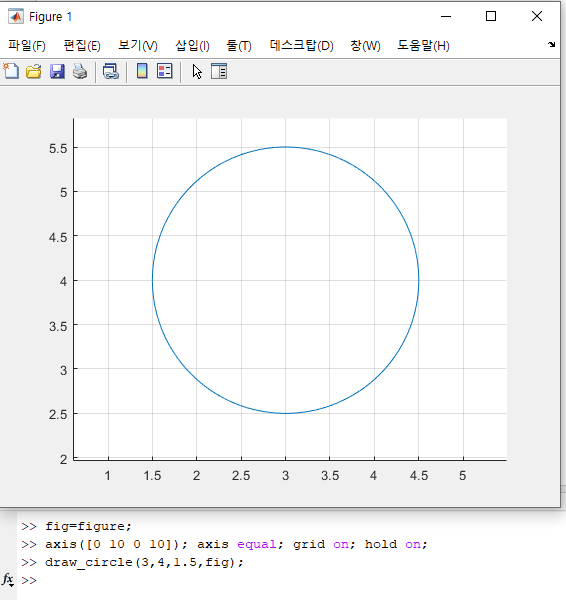 Figure 1
파일(F) 편집(E) 보기(V) 삽입(I) 툴(T) 데스크탑(D) 창(W) 도움말(H)
5.5
5
4.5
4
3.5
3
2.5
2
1 1.5 2 2.5 3 3.5 4 4.5 5
>> fig=figure;
>> axis([0 10 0 10]); axis equal; grid on; hold on;
>> draw_circle(3,4,1.5,fig);
fx >>